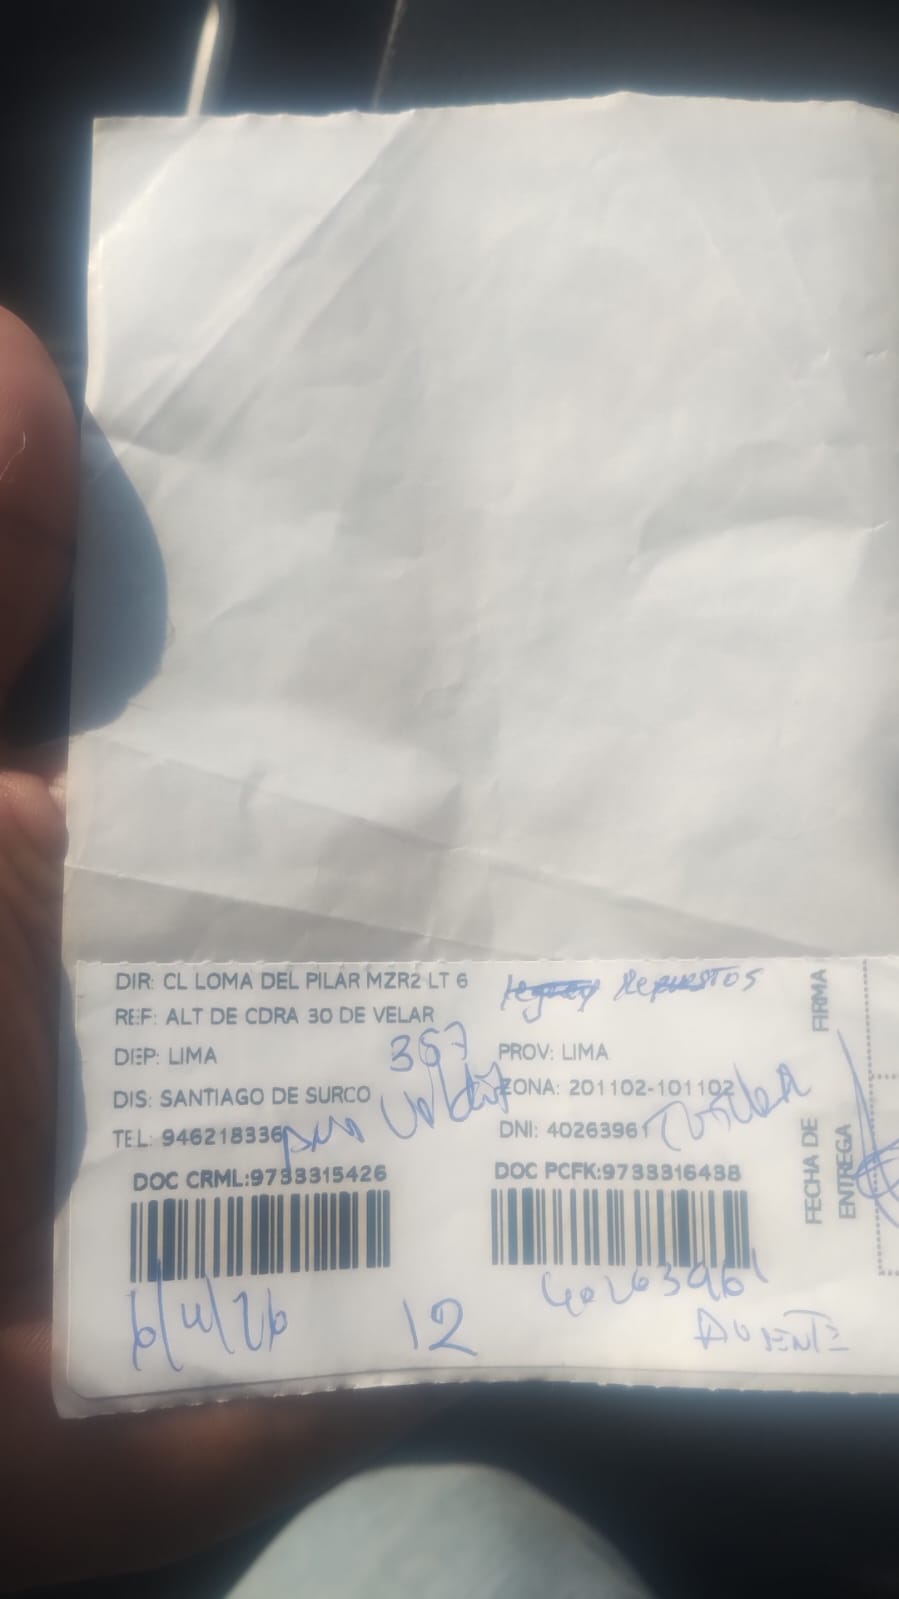 DIR: CL LOMA DEL PILAR MZR2 LT 6
REPUESTOS
REF: ALT DE CDRA 30 DE VELAR
DEP: LIMA
367
PROV: LIMA
DIS: SANTIAGO DE SURCO
ZONA: 201102-101102
TEL: 946218336
DNI: 40263961
DOC CRML:9733315426
DOC PCFK:9733316438
FIRMA
FECHA DE
ENTREGA
6/4/26
12
40263961